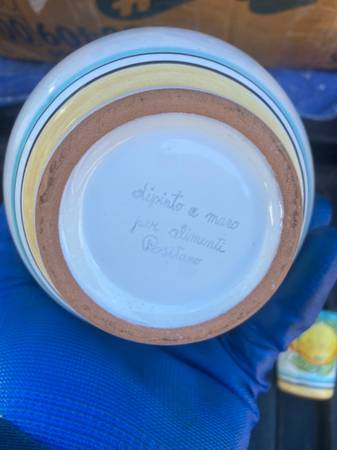 dipinto a mano
per alimenti
Positano